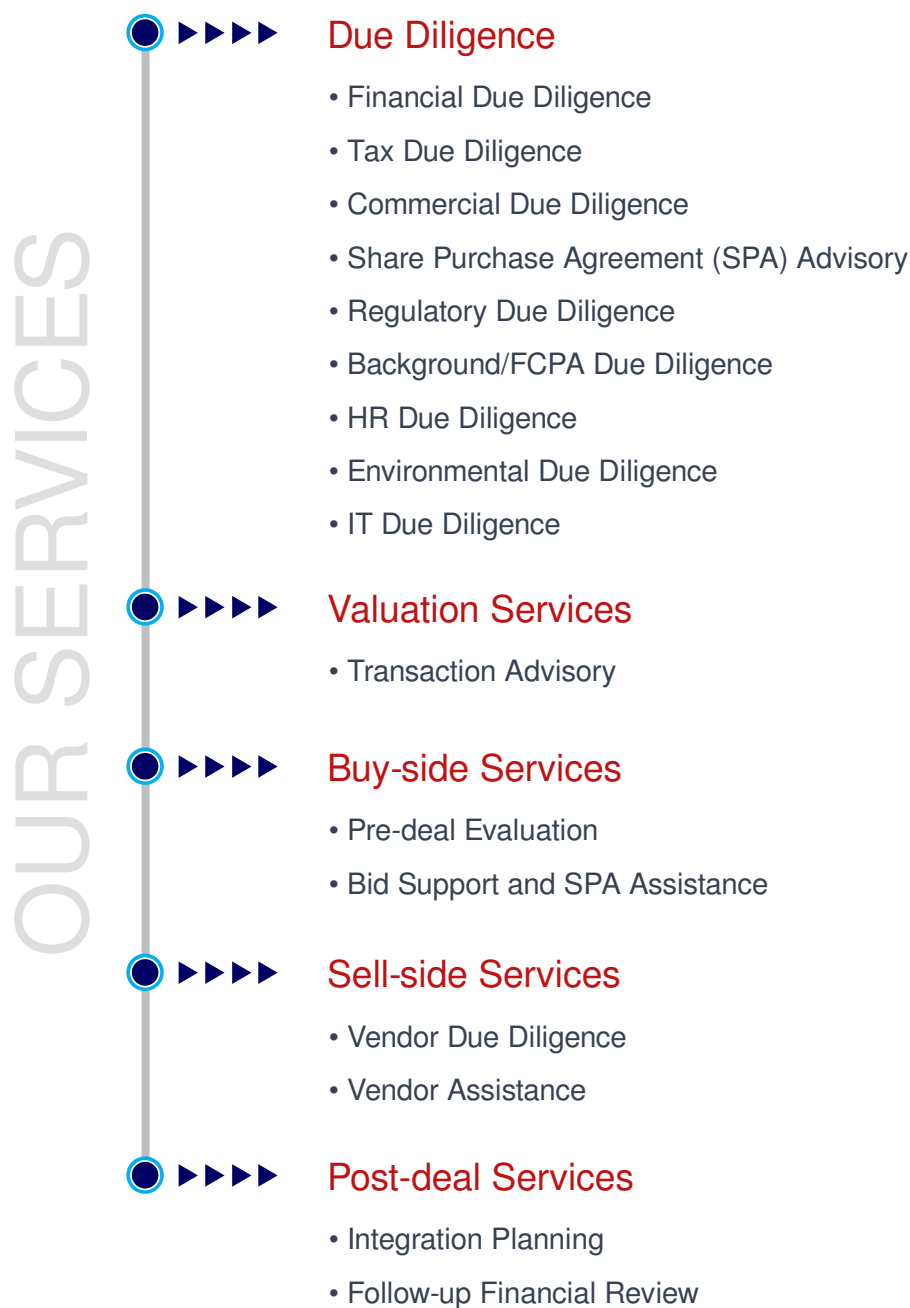 OUR SERVICES
Due Diligence
• Financial Due Diligence
• Tax Due Diligence
• Commercial Due Diligence
• Share Purchase Agreement (SPA) Advisory
• Regulatory Due Diligence
• Background/FCPA Due Diligence
• HR Due Diligence
• Environmental Due Diligence
• IT Due Diligence
Valuation Services
• Transaction Advisory
Buy-side Services
• Pre-deal Evaluation
• Bid Support and SPA Assistance
Sell-side Services
• Vendor Due Diligence
• Vendor Assistance
Post-deal Services
• Integration Planning
• Follow-up Financial Review